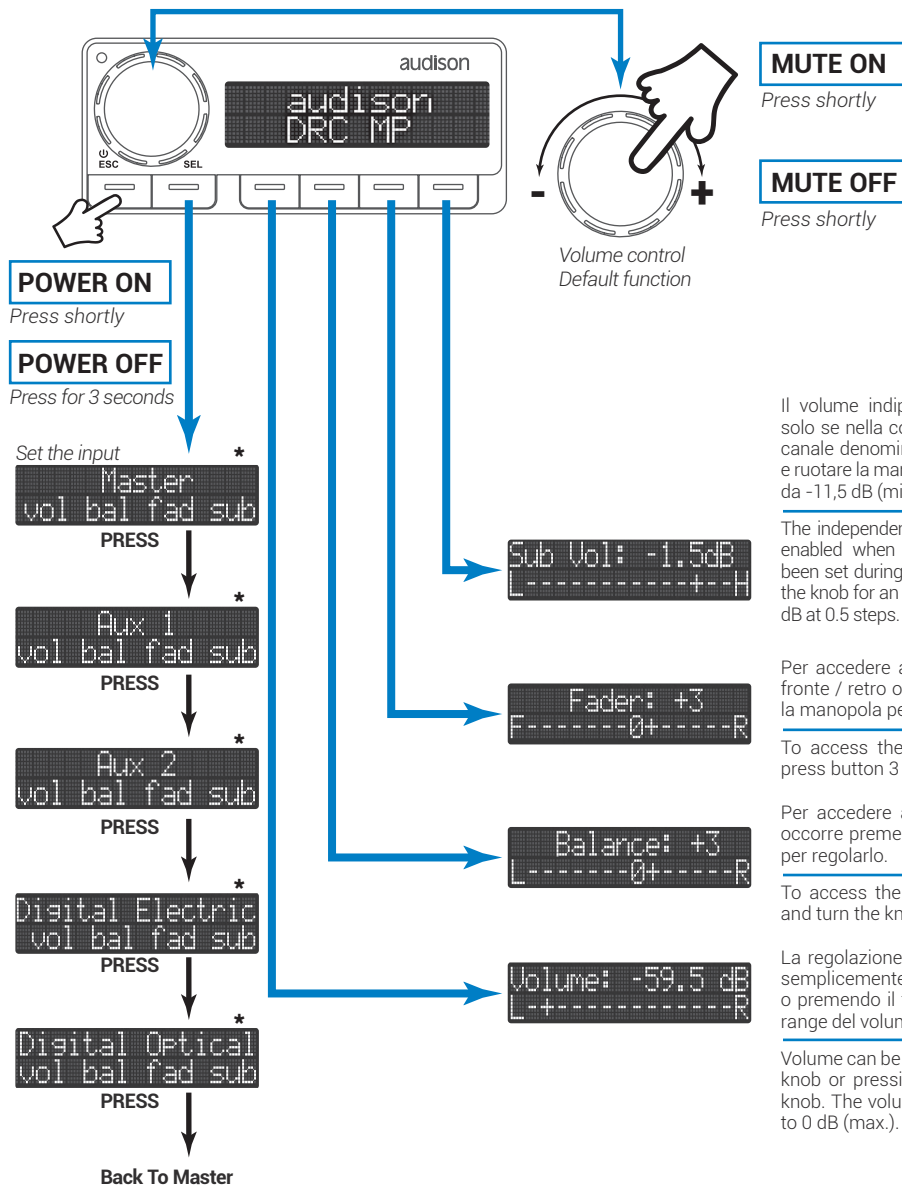 audison
audison
DRC MP
ESC
SEL
-
+
Volume control
Default function
MUTE ON
Press shortly
MUTE OFF
Press shortly
POWER ON
Press shortly
POWER OFF
Press for 3 seconds
Set the input
*
Master
vol bal fad sub
PRESS
*
Aux 1
vol bal fad sub
PRESS
*
Aux 2
vol bal fad sub
PRESS
*
Digital Electric
vol bal fad sub
PRESS
*
Digital Optical
vol bal fad sub
PRESS
Back To Master
Sub Vol: -1.5dB
L-----------+--H
Fader: +3
F-------0+-----R
Balance: +3
L-------0+-----R
Volume: -59.5 dB
L-+------------R
Il volume
solo se nella
canale
e ruotare la
da -11,5 dB
The
enabled when
been set during
the knob for an
dB at 0.5 steps.
Per accedere
fronte / retro
la manopola
To access the
press button 3
Per accedere
occorre
per regolarlo.
To access the
and turn the
La regolazione
semplicemente
o premendo il
range del
Volume can be
knob or
knob. The
to 0 dB (max.).